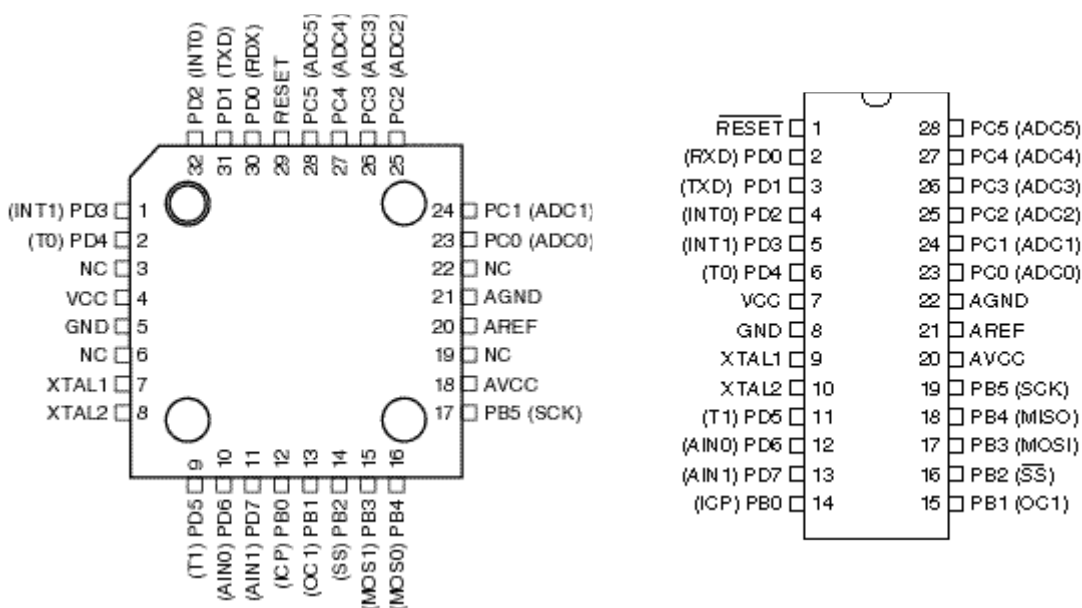 PD2 (INT0)
PD1 (TXD)
PD0 (RDX)
RESET
PC5 (ADC5)
PC4 (ADC4)
PC3 (ADC3)
PC2 (ADC2)
32
31
30
29
28
27
26
25
(INT1) PD3 1
(T0) PD4 2
NC 3
VCC 4
GND 5
NC 6
XTAL1 7
XTAL2 8
24 PC1 (ADC1)
23 PC0 (ADC0)
22 NC
21 AGND
20 AREF
19 NC
18 AVCC
17 PB5 (SCK)
9
10
11
12
13
14
15
16
(T1) PD5
(AIN0) PD6
(AIN1) PD7
(ICP) PB0
(OC1) PB1
(SS) PB2
(MOS1) PB3
(MOS0) PB4
RESET 1
(RXD) PD0 2
(TXD) PD1 3
(INT0) PD2 4
(INT1) PD3 5
(T0) PD4 6
VCC 7
GND 8
XTAL1 9
XTAL2 10
(T1) PD5 11
(AIN0) PD6 12
(AIN1) PD7 13
(ICP) PB0 14
28 PC5 (ADC5)
27 PC4 (ADC4)
26 PC3 (ADC3)
25 PC2 (ADC2)
24 PC1 (ADC1)
23 PC0 (ADC0)
22 AGND
21 AREF
20 AVCC
19 PB5 (SCK)
18 PB4 (MISO)
17 PB3 (MOSI)
16 PB2 (SS)
15 PB1 (OC1)